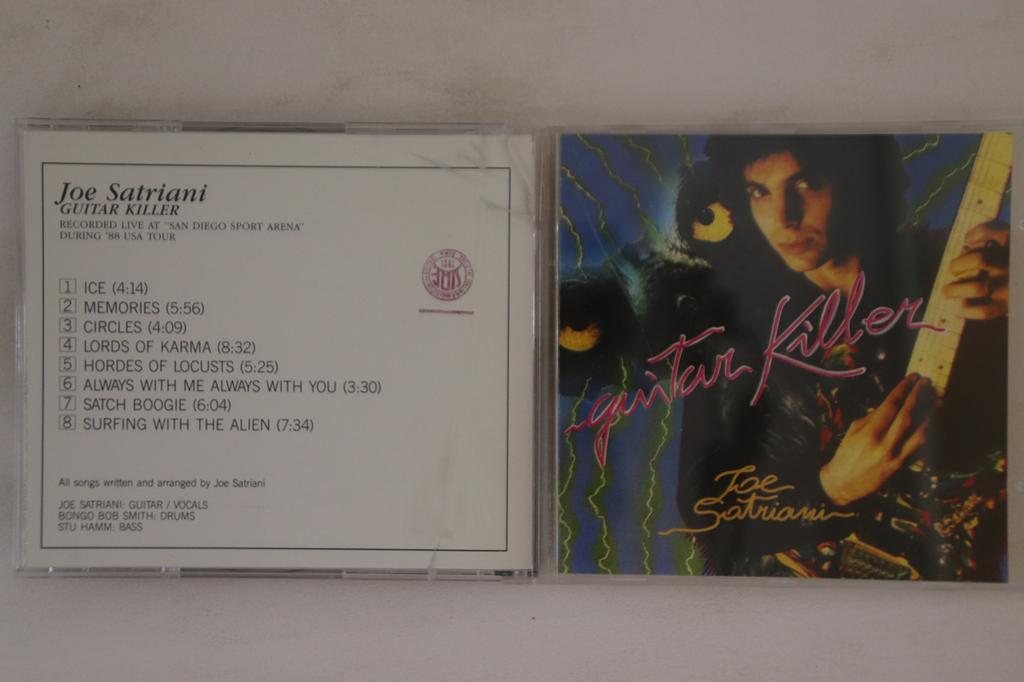 Joe Satriani
GUITAR KILLER
RECORDED LIVE AT "SAN DIEGO SPORT ARENA"
DURING '88 USA TOUR
1 ICE (4:14)
2 MEMORIES (5:56)
3 CIRCLES (4:09)
4 LORDS OF KARMA (8:32)
5 HORDES OF LOCUSTS (5:25)
6 ALWAYS WITH ME ALWAYS WITH YOU (3:30)
7 SATCH BOOGIE (6:04)
8 SURFING WITH THE ALIEN (7:34)
All songs written and arranged by Joe Satriani
JOE SATRIANI: GUITAR / VOCALS
BONGO BOB SMITH: DRUMS
STU HAMM: BASS
guitar Killer
Joe
Satriani